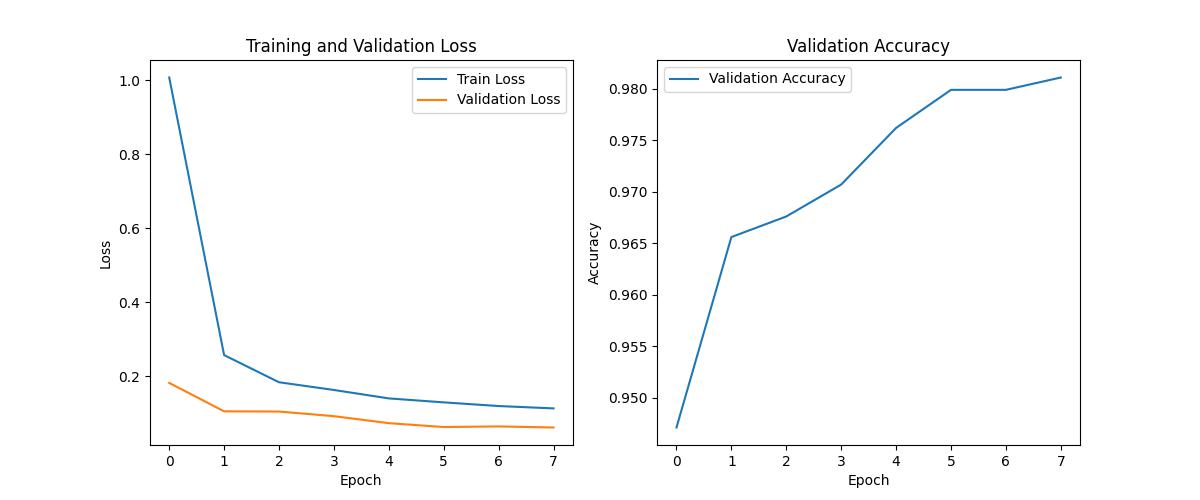 Training and Validation Loss
Train Loss
Validation Loss
1.0
0.8
0.6
0.4
0.2
Loss
0 1 2 3 4 5 6 7
Epoch
Validation Accuracy
Validation Accuracy
0.980
0.975
0.970
0.965
0.960
0.955
0.950
Accuracy
0 1 2 3 4 5 6 7
Epoch